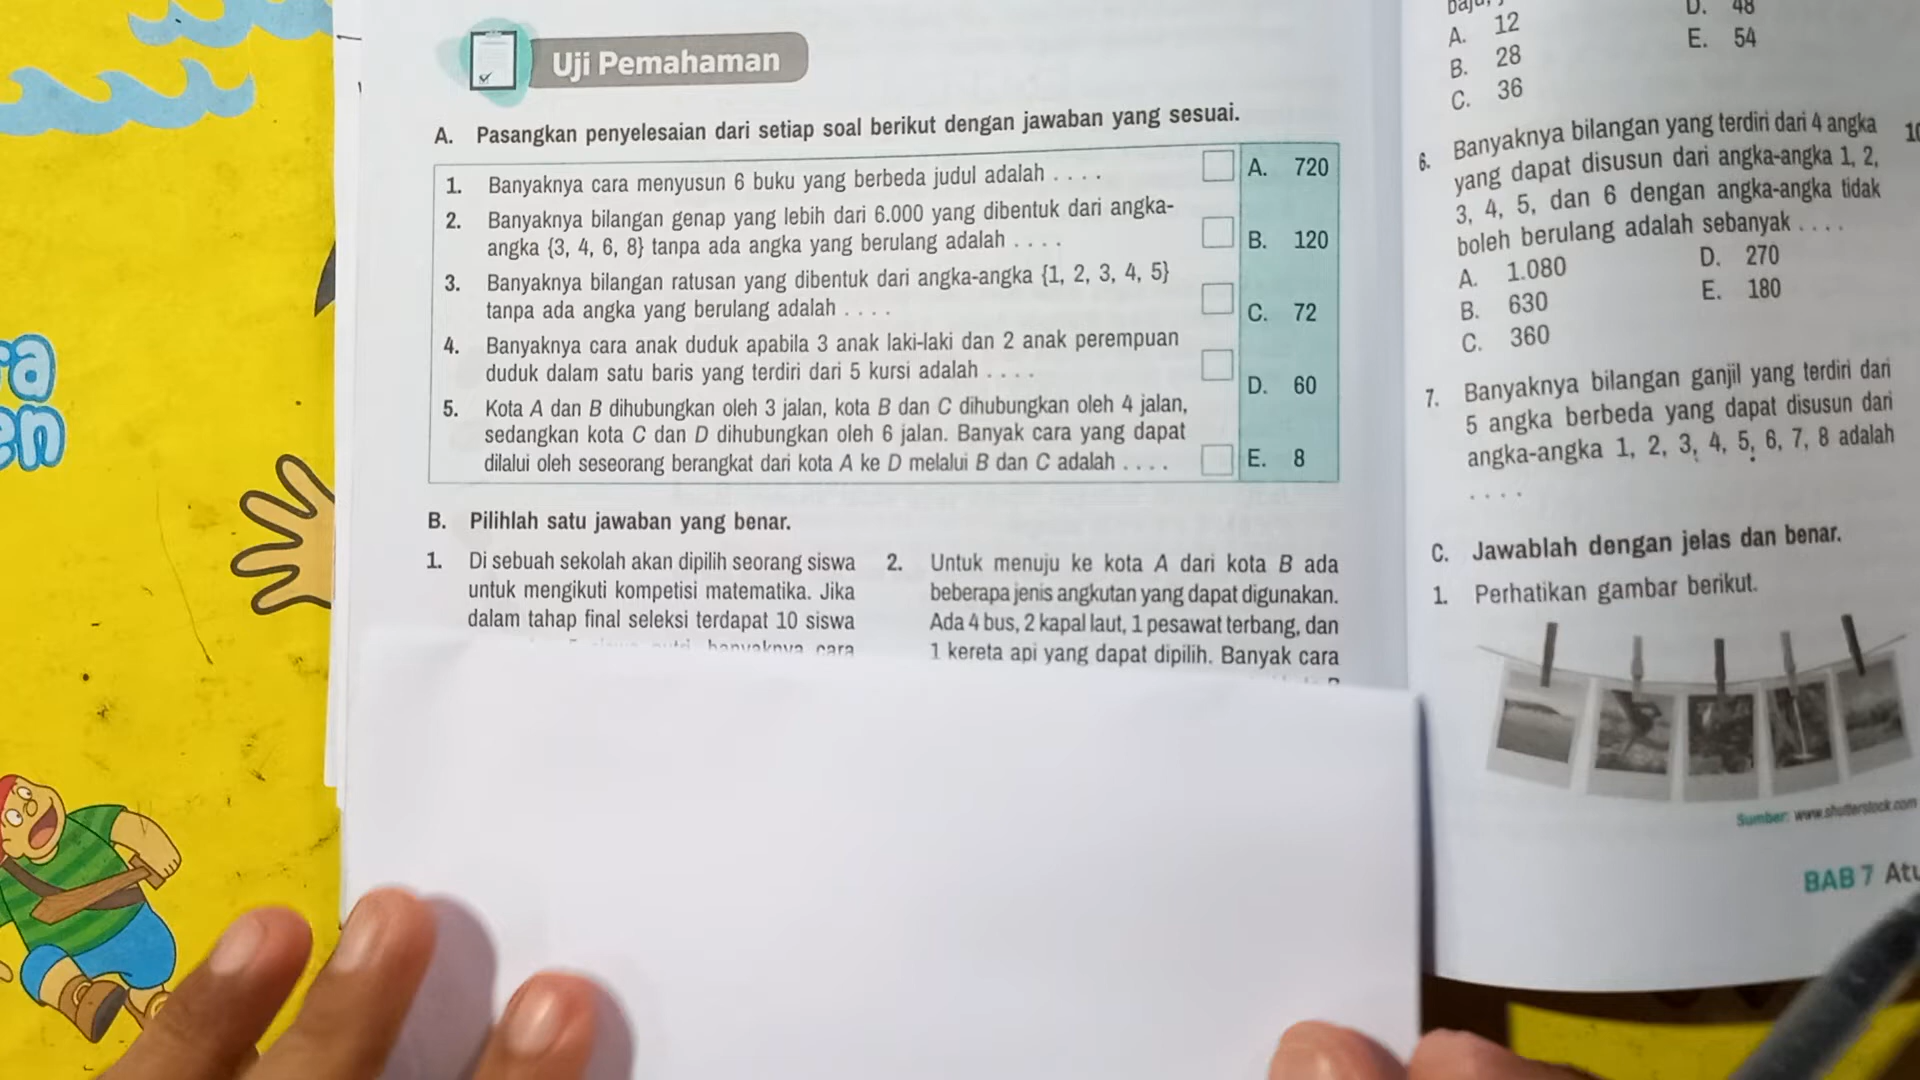 Uji Pemahaman
A. Pasangkan penyelesaian dari setiap soal berikut dengan jawaban yang sesuai.
1. Banyaknya cara menyusun 6 buku yang berbeda judul adalah . . . .
2. Banyaknya bilangan genap yang lebih dari 6.000 yang dibentuk dari angka-
angka {3, 4, 6, 8} tanpa ada angka yang berulang adalah . . . .
3. Banyaknya bilangan ratusan yang dibentuk dari angka-angka {1, 2, 3, 4, 5}
tanpa ada angka yang berulang adalah . . . .
4. Banyaknya cara anak duduk apabila 3 anak laki-laki dan 2 anak perempuan
duduk dalam satu baris yang terdiri dari 5 kursi adalah . . . .
5. Kota A dan B dihubungkan oleh 3 jalan, kota B dan C dihubungkan oleh 4 jalan,
sedangkan kota C dan D dihubungkan oleh 6 jalan. Banyak cara yang dapat
dilalui oleh seseorang berangkat dari kota A ke D melalui B dan C adalah . . . .
A. 720
B. 120
C. 72
D. 60
E. 8
B. Pilihlah satu jawaban yang benar.
1. Di sebuah sekolah akan dipilih seorang siswa
untuk mengikuti kompetisi matematika. Jika
dalam tahap final seleksi terdapat 10 siswa
banyaknya cara
2. Untuk menuju ke kota A dari kota B ada
beberapa jenis angkutan yang dapat digunakan.
Ada 4 bus, 2 kapal laut, 1 pesawat terbang, dan
1 kereta api yang dapat dipilih. Banyak cara
A. 12
B. 28
C. 36
D. 48
E. 54
6. Banyaknya bilangan yang terdiri dari 4 angka
yang dapat disusun dari angka-angka 1, 2,
3, 4, 5, dan 6 dengan angka-angka tidak
boleh berulang adalah sebanyak . . . .
A. 1.080
B. 630
C. 360
D. 270
E. 180
7. Banyaknya bilangan ganjil yang terdiri dari
5 angka berbeda yang dapat disusun dari
angka-angka 1, 2, 3, 4, 5, 6, 7, 8 adalah
. . . .
C. Jawablah dengan jelas dan benar.
1. Perhatikan gambar berikut.
Sumber: www.shutterstock.com
BAB 7